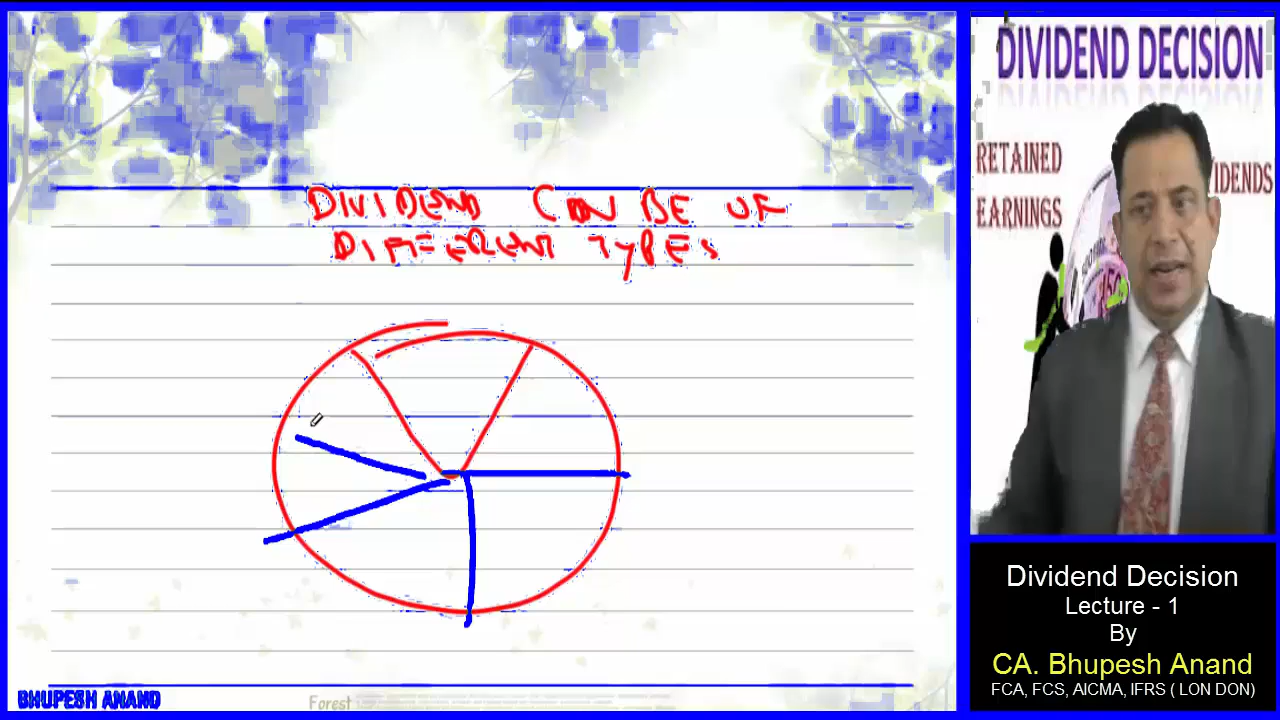 DIVIDEND CAN BE OF
DIFFERENT TYPES
BHUPESH ANAND
Forest
DIVIDEND DECISION
RETAINED
EARNINGS
IDENDS
Dividend Decision
Lecture - 1
By
CA. Bhupesh Anand
FCA, FCS, AICMA, IFRS ( LON DON)